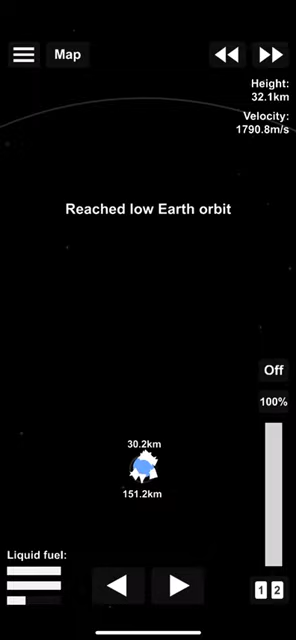 Map
Height:
32.1km
Velocity:
1790.8m/s
Reached low Earth orbit
Off
100%
30.2km
151.2km
Liquid fuel:
1 2